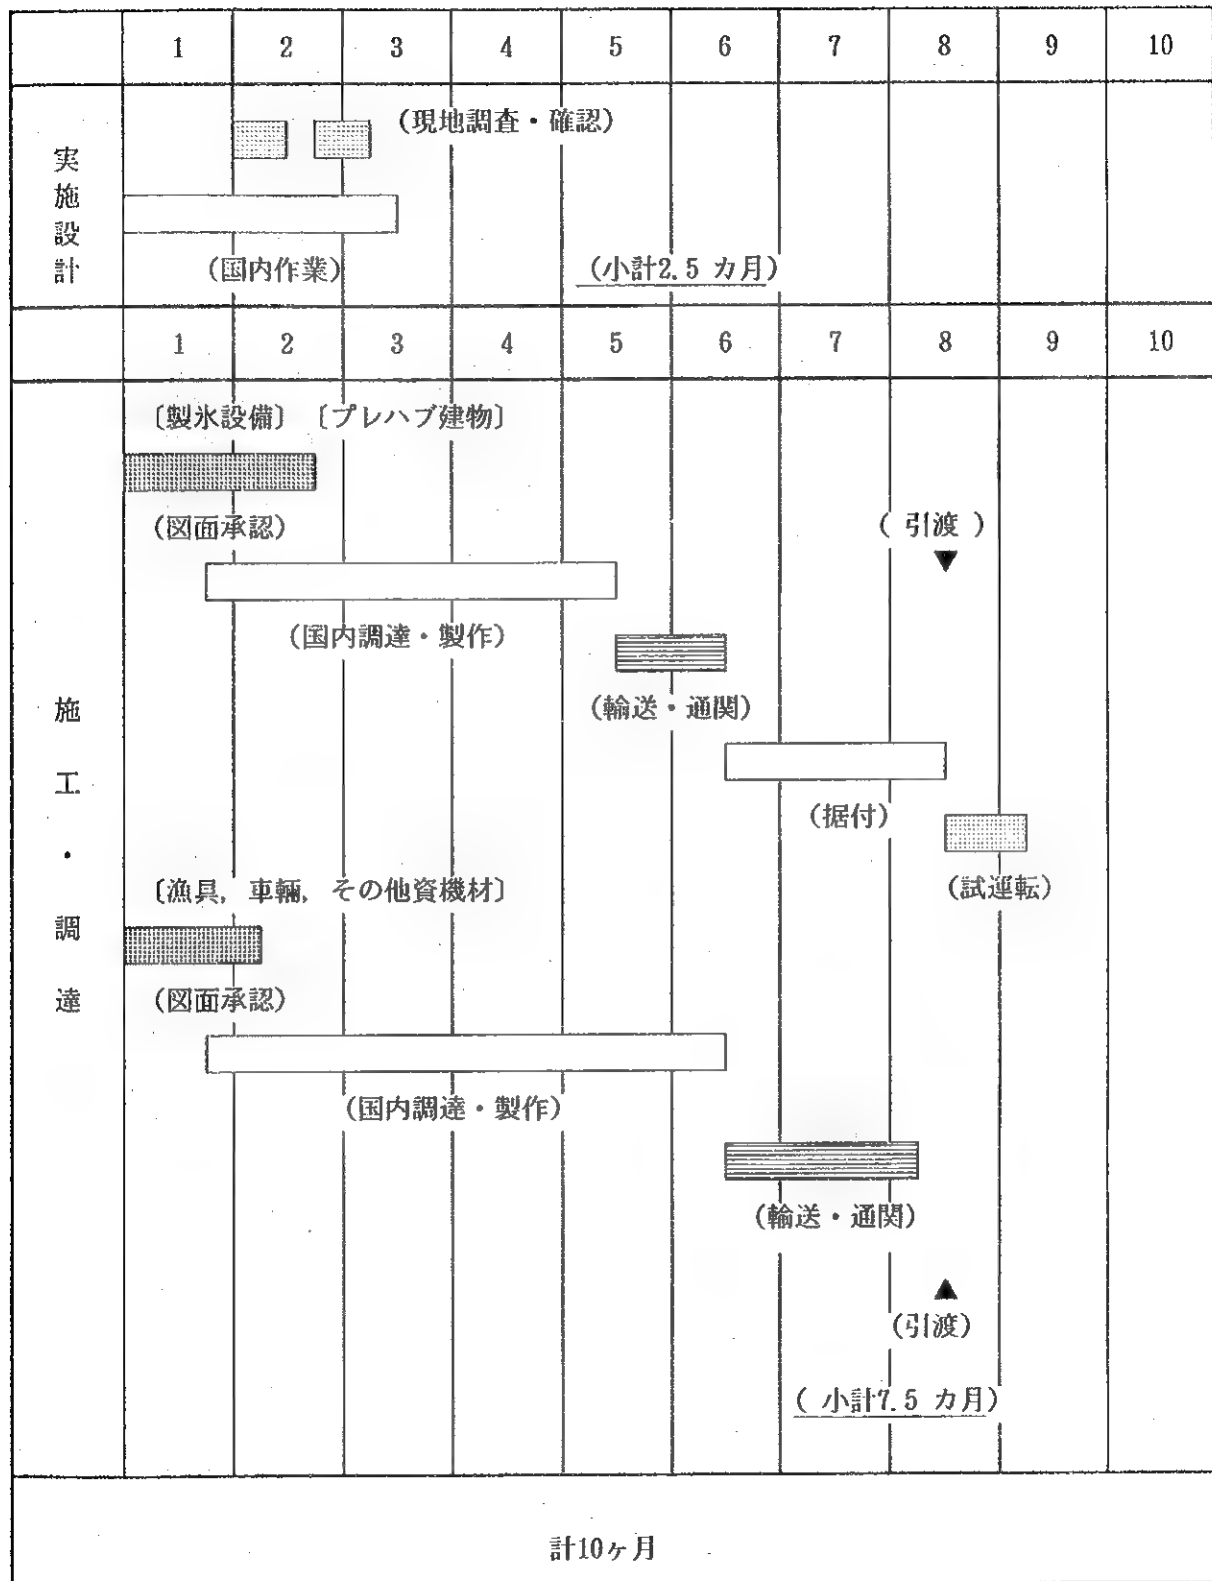 1 2 3 4 5 6 7 8 9 10
実施設計
(現地調査・確認)
(国内作業)
(小計2.5 カ月)
1 2 3 4 5 6 7 8 9 10
施工・調達
〔製氷設備〕 〔プレハブ建物〕
(図面承認)
( 引渡 )
(国内調達・製作)
(輸送・通関)
(据付)
(試運転)
〔漁具, 車輛, その他資機材〕
(図面承認)
(国内調達・製作)
(輸送・通関)
(引渡)
( 小計7.5 カ月)
計10ヶ月